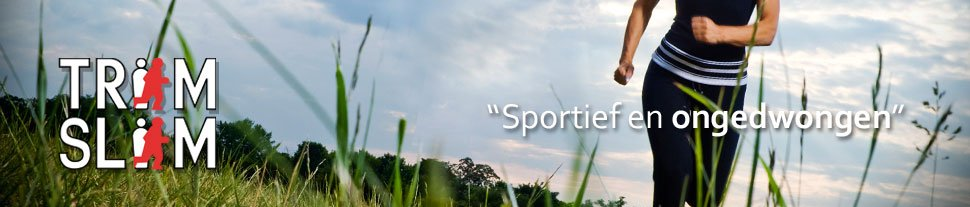 TRIM
SLIM
“Sportief en ongedwongen”